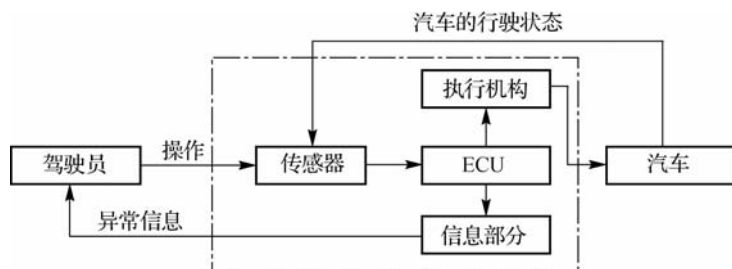 汽车的行驶状态
执行机构
驾驶员
操作
传感器
ECU
汽车
异常信息
信息部分